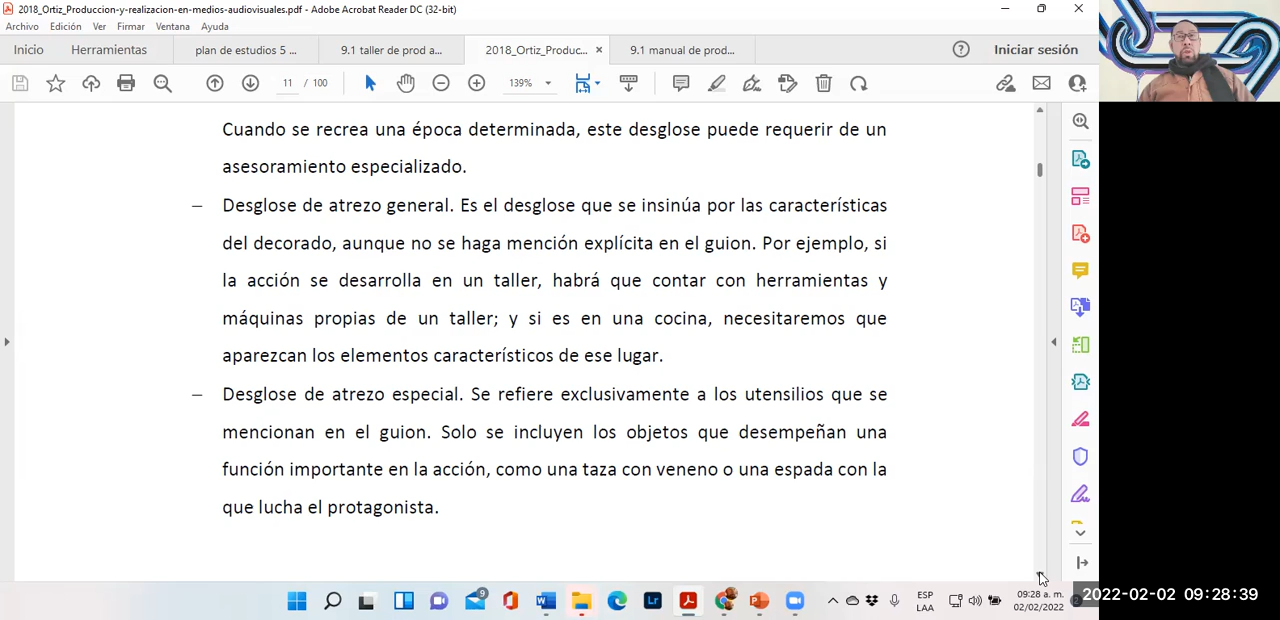 2018_Ortiz_Produccion-y-realizacion-en-medios-audiovisuales.pdf - Adobe Acrobat Reader DC (32-bit)
Archivo Edición Ver Firmar Ventana Ayuda
Inicio Herramientas plan de estudios 5 ... 9.1 taller de prod a... 2018_Ortiz_Produc... × 9.1 manual de prod... Iniciar sesión
11 / 100 139%
Cuando se recrea una época determinada, este desglose puede requerir de un
asesoramiento especializado.
– Desglose de atrezo general. Es el desglose que se insinúa por las características
del decorado, aunque no se haga mención explícita en el guion. Por ejemplo, si
la acción se desarrolla en un taller, habrá que contar con herramientas y
máquinas propias de un taller; y si es en una cocina, necesitaremos que
aparezcan los elementos característicos de ese lugar.
– Desglose de atrezo especial. Se refiere exclusivamente a los utensilios que se
mencionan en el guion. Solo se incluyen los objetos que desempeñan una
función importante en la acción, como una taza con veneno o una espada con la
que lucha el protagonista.
9
ESP
LAA
09:28 a. m.
02/02/2022
2
2022-02-02 09:28:39